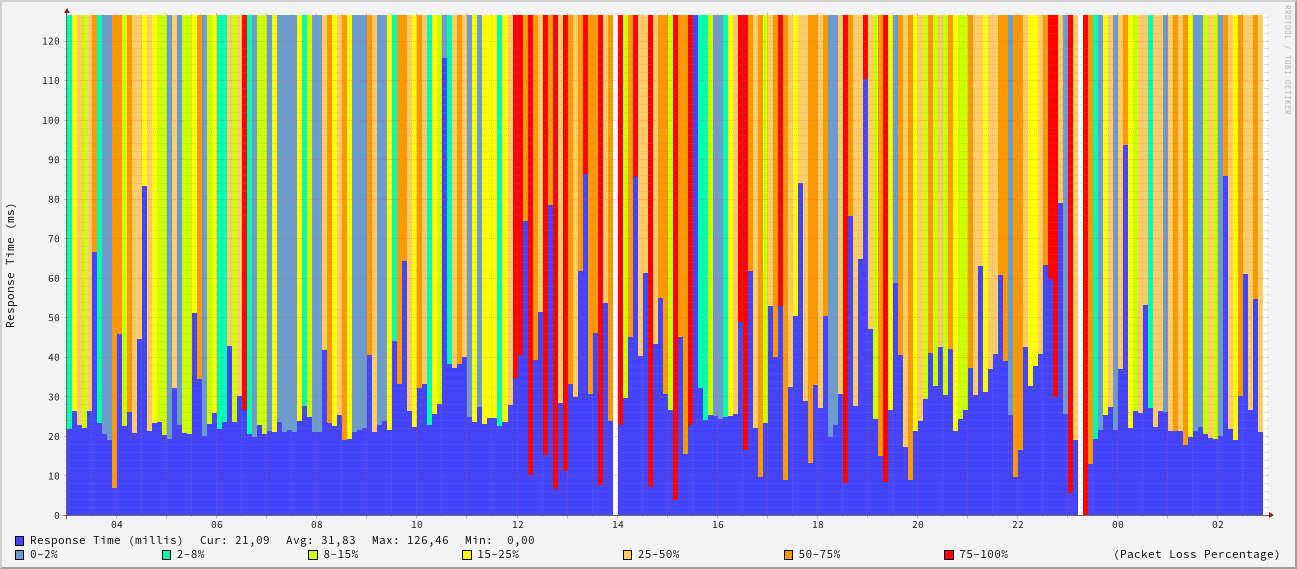 RRDTOOL / TOBI OETIKER
Response Time (ms)
120
110
100
90
80
70
60
50
40
30
20
10
0
04 06 08 10 12 14 16 18 20 22 00 02
Response Time (millis) Cur: 21,09 Avg: 31,83 Max: 126,46 Min: 0,00
0-2% 2-8% 8-15% 15-25% 25-50% 50-75% 75-100% (Packet Loss Percentage)